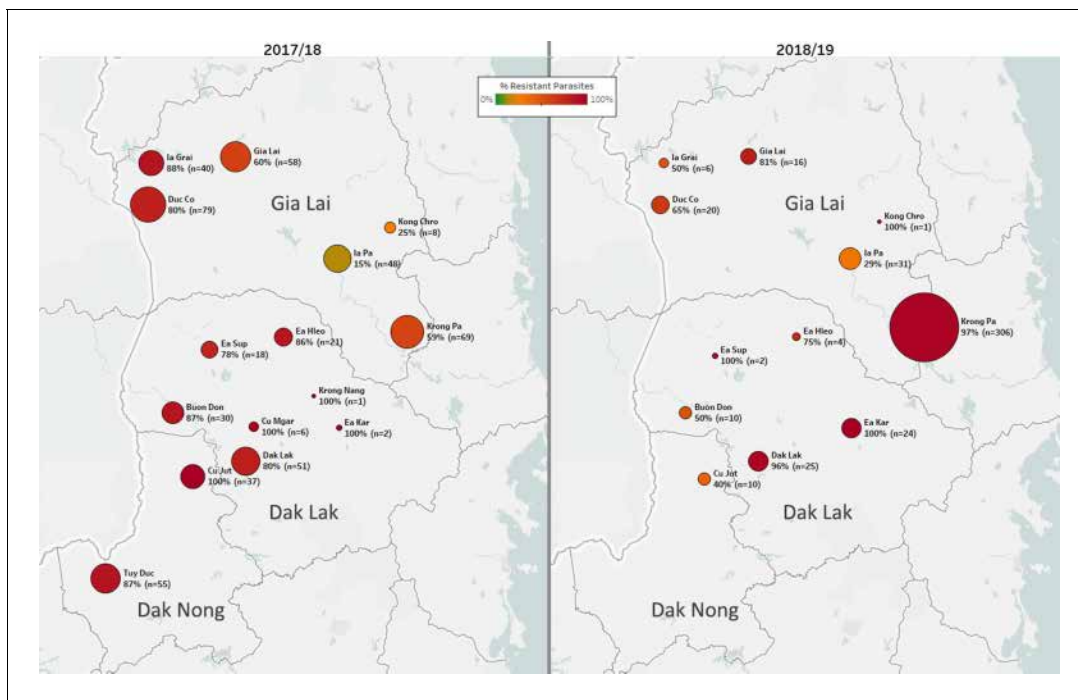 2017/18
2018/19
% Resistant Parasites
0%
100%
Ia Grai
88% (n=40)
Gia Lai
60% (n=58)
Duc Co
80% (n=79)
Gia Lai
Kong Chro
25% (n=8)
Ia Pa
15% (n=48)
Krong Pa
59% (n=69)
Ea Hleo
86% (n=21)
Ea Sup
78% (n=18)
Krong Nang
100% (n=1)
Buon Don
87% (n=30)
Cu Mgar
100% (n=6)
Ea Kar
100% (n=2)
Dak Lak
80% (n=51)
Cu Jut
100% (n=37)
Dak Lak
Tuy Duc
87% (n=55)
Dak Nong
Ia Grai
50% (n=6)
Gia Lai
81% (n=16)
Duc Co
65% (n=20)
Gia Lai
Kong Chro
100% (n=1)
Ia Pa
29% (n=31)
Krong Pa
97% (n=306)
Ea Hleo
75% (n=4)
Ea Sup
100% (n=2)
Buon Don
50% (n=10)
Ea Kar
100% (n=24)
Dak Lak
96% (n=25)
Cu Jut
40% (n=10)
Dak Lak
Dak Nong